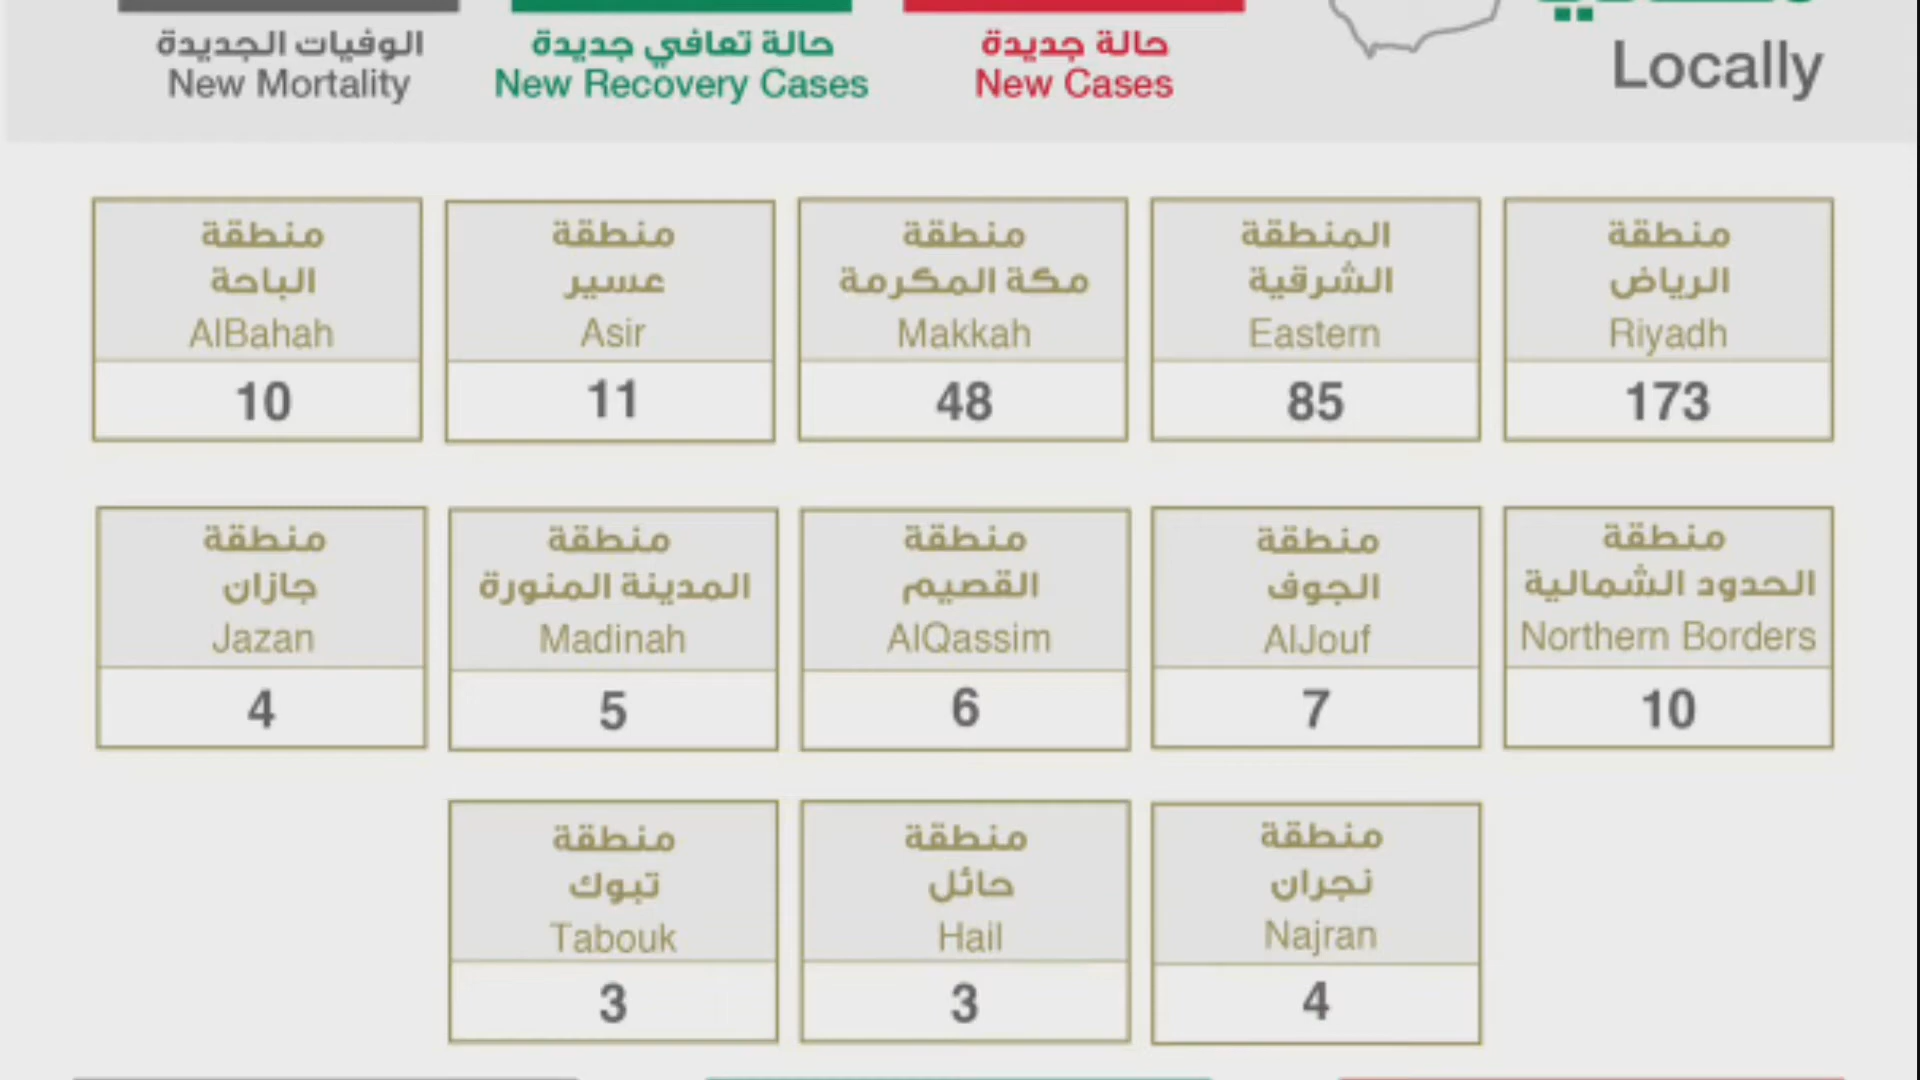 الوفيات الجديدة
New Mortality
حالة تعافي جديدة
New Recovery Cases
حالة جديدة
New Cases
Locally
منطقة
الرياض
Riyadh
173
المنطقة
الشرقية
Eastern
85
منطقة
مكة المكرمة
Makkah
48
منطقة
عسير
Asir
11
منطقة
الباحة
AlBahah
10
منطقة
الحدود الشمالية
Northern Borders
10
منطقة
الجوف
AlJouf
7
منطقة
القصيم
AlQassim
6
منطقة
المدينة المنورة
Madinah
5
منطقة
جازان
Jazan
4
منطقة
نجران
Najran
4
منطقة
حائل
Hail
3
منطقة
تبوك
Tabouk
3